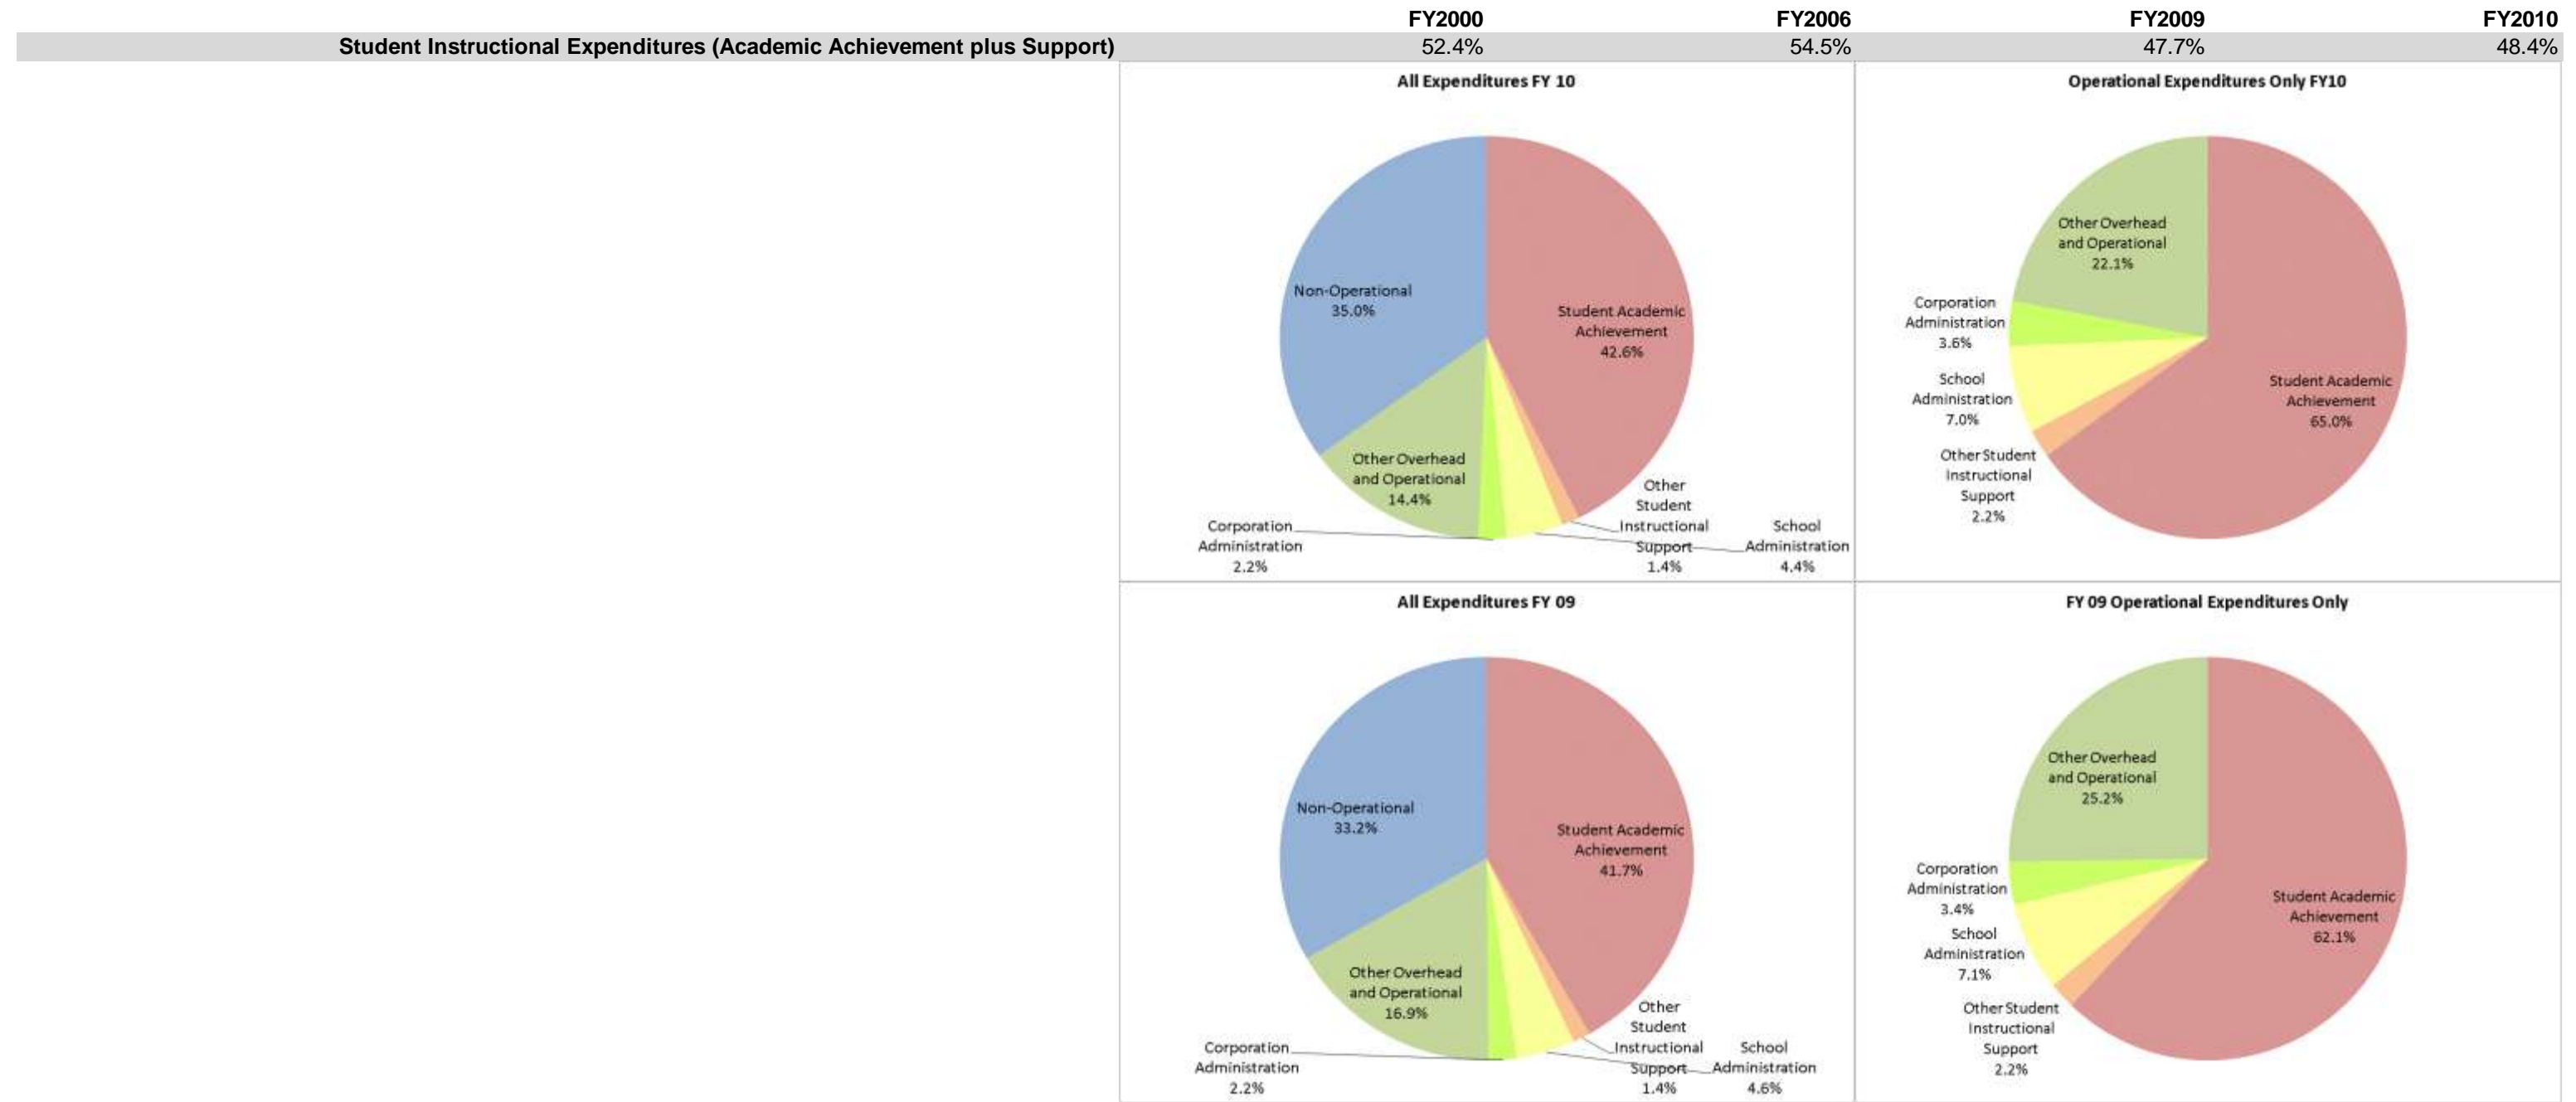 FY2000 FY2006 FY2009 FY2010
Student Instructional Expenditures (Academic Achievement plus Support) 52.4% 54.5% 47.7% 48.4%
All Expenditures FY 10
Non-Operational
35.0%
Student Academic
Achievement
42.6%
Other Overhead
and Operational
14.4%
Corporation
Administration
2.2%
Other
Student
Instructional
Support
1.4%
School
Administration
4.4%
Operational Expenditures Only FY10
Other Overhead
and Operational
22.1%
Corporation
Administration
3.6%
School
Administration
7.0%
Other Student
Instructional
Support
2.2%
Student Academic
Achievement
65.0%
All Expenditures FY 09
Non-Operational
33.2%
Student Academic
Achievement
41.7%
Other Overhead
and Operational
16.9%
Corporation
Administration
2.2%
Other
Student
Instructional
Support
1.4%
School
Administration
4.6%
FY 09 Operational Expenditures Only
Other Overhead
and Operational
25.2%
Corporation
Administration
3.4%
School
Administration
7.1%
Other Student
Instructional
Support
2.2%
Student Academic
Achievement
62.1%